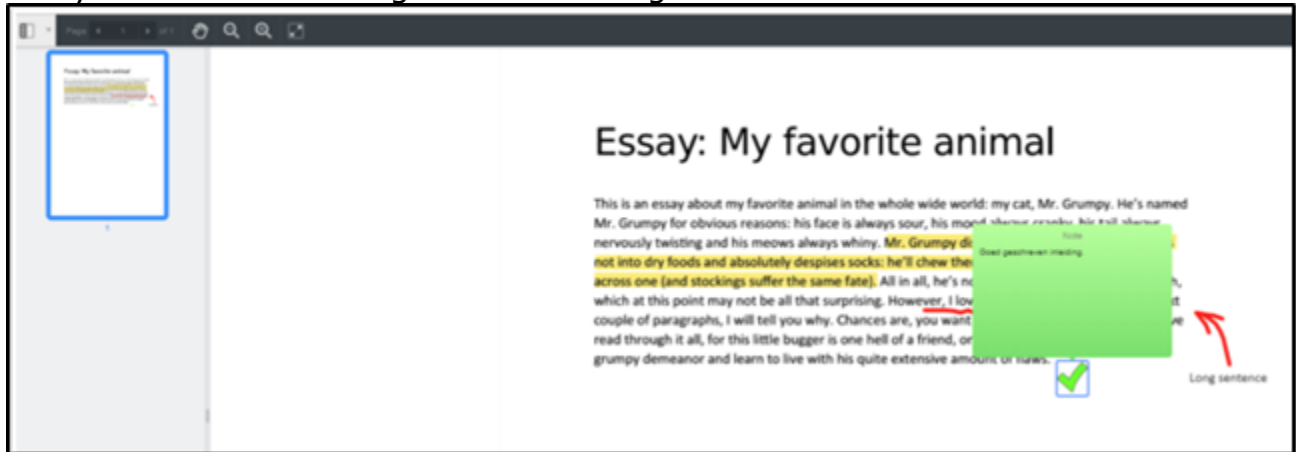 Page 1 of 1
Essay: My favorite animal
This is an essay about my favorite animal in the whole wide world: my cat, Mr. Grumpy. He's named
Mr. Grumpy for obvious reasons: his face is always sour, his mood always cranky, his tail always
nervously twisting and his meows always whiny. Mr. Grumpy
not into dry foods and absolutely despises socks: he'll chew
across one (and stockings suffer the same fate). All in all, he's
which at this point may not be all that surprising. However, I
couple of paragraphs, I will tell you why. Chances are, you want
read through it all, for this little bugger is one hell of a friend,
grumpy demeanor and learn to live with his quite extensive amount of flaws.
Note
Goed geschreven inleiding.
Long sentence
1